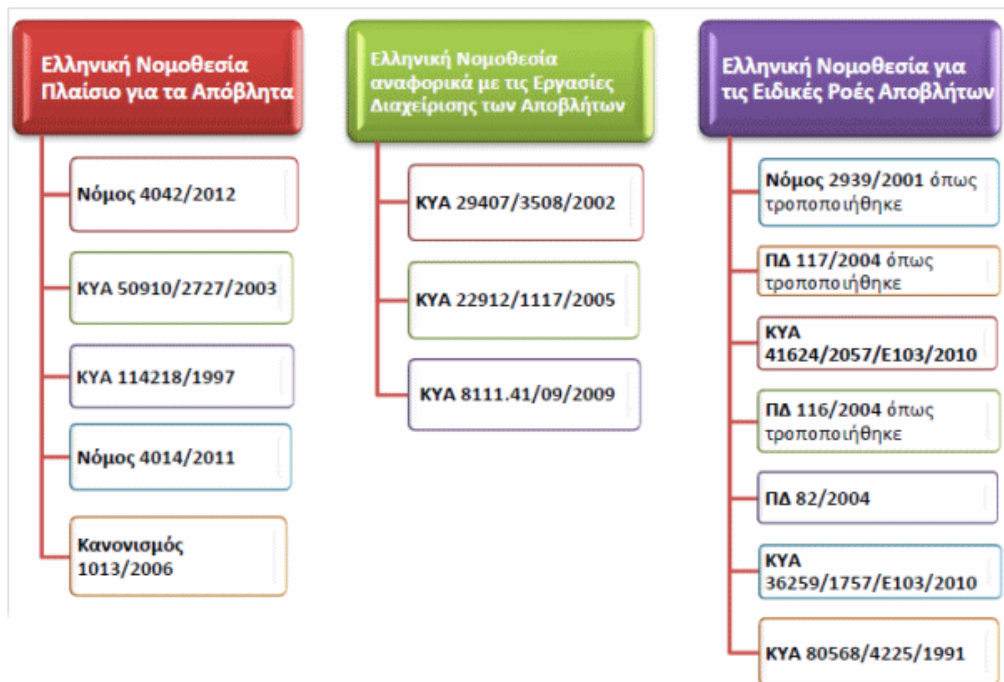 Ελληνική Νομοθεσία
Πλαίσιο για τα Απόβλητα
Νόμος 4042/2012
ΚΥΑ 50910/2727/2003
ΚΥΑ 114218/1997
Νόμος 4014/2011
Κανονισμός
1013/2006
Ελληνική Νομοθεσία
αναφορικά με τις Εργασίες
Διαχείρισης των Αποβλήτων
ΚΥΑ 29407/3508/2002
ΚΥΑ 22912/1117/2005
ΚΥΑ 8111.41/09/2009
Ελληνική Νομοθεσία για
τις Ειδικές Ροές Αποβλήτων
Νόμος 2939/2001 όπως
τροποποιήθηκε
ΠΔ 117/2004 όπως
τροποποιήθηκε
ΚΥΑ
41624/2057/Ε103/2010
ΠΔ 116/2004 όπως
τροποποιήθηκε
ΠΔ 82/2004
ΚΥΑ
36259/1757/Ε103/2010
ΚΥΑ 80568/4225/1991